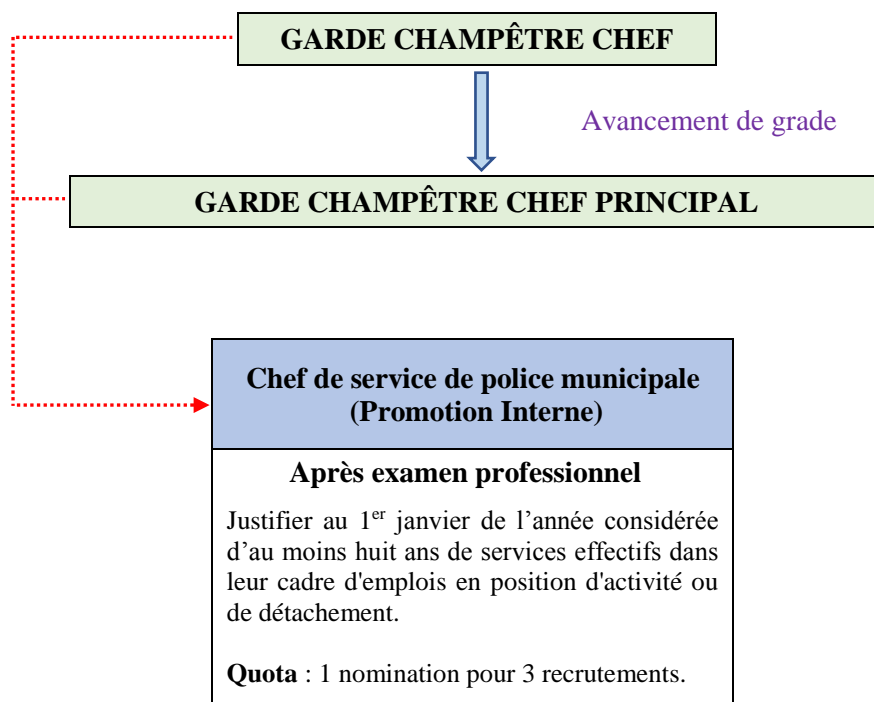 GARDE CHAMPÊTRE CHEF
Avancement de grade
GARDE CHAMPÊTRE CHEF PRINCIPAL
Chef de service de police municipale
(Promotion Interne)
Après examen professionnel
Justifier au 1er janvier de l’année considérée
d’au moins huit ans de services effectifs dans
leur cadre d'emplois en position d'activité ou
de détachement.
Quota : 1 nomination pour 3 recrutements.